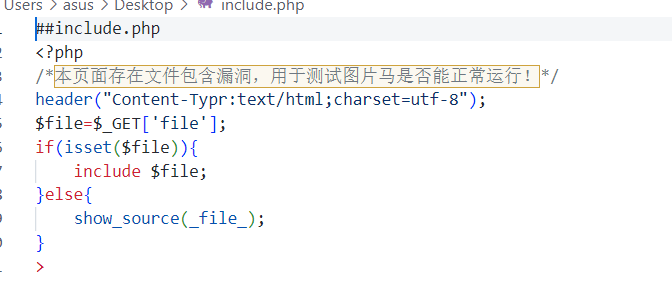 Users > asus > Desktop > include.php
##include.php
2 <?php
3 /*本页面存在文件包含漏洞，用于测试图片马是否能正常运行！*/
4 header("Content-Typr:text/html;charset=utf-8");
5 $file=$_GET['file'];
6 if(isset($file)){
7 include $file;
8 }else{
9 show_source(_file_);
0 }
>